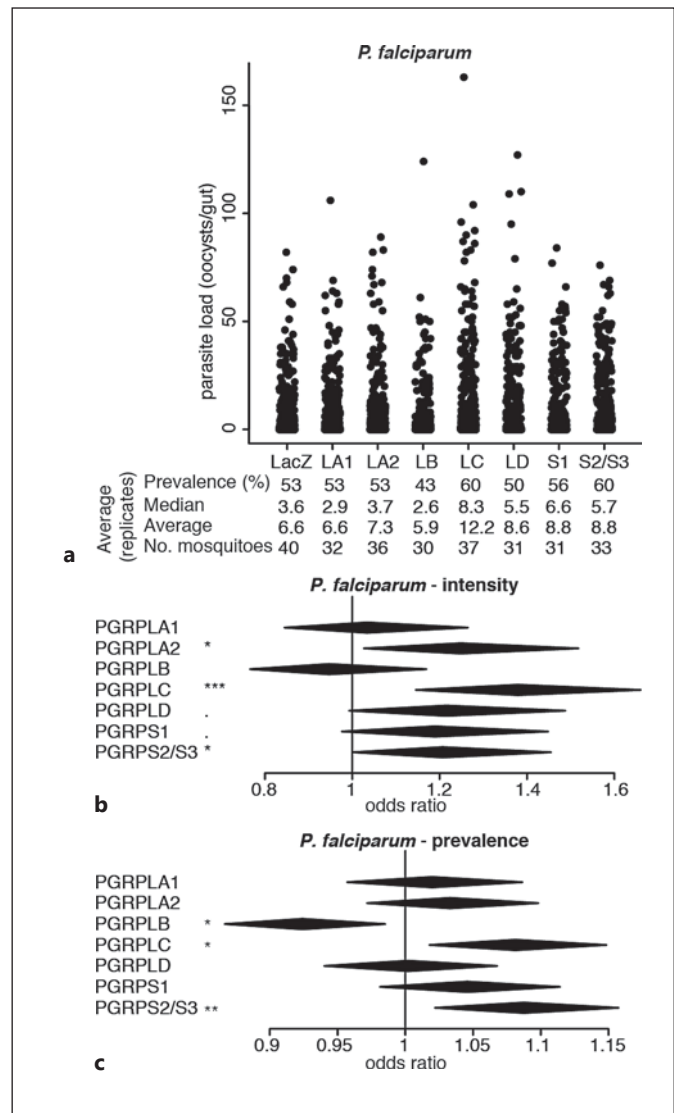 P. falciparum
150
100
50
0
parasite load (oocysts/gut)
LacZ LA1 LA2 LB LC LD S1 S2/S3
Average (replicates)
Prevalence (%) 53 53 53 43 60 50 56 60
Median 3.6 2.9 3.7 2.6 8.3 5.5 6.6 5.7
Average 6.6 6.6 7.3 5.9 12.2 8.6 8.8 8.8
No. mosquitoes 40 32 36 30 37 31 31 33
a
P. falciparum - intensity
PGRPLA1
PGRPLA2 *
PGRPLB
PGRPLC ***
PGRPLD .
PGRPS1 .
PGRPS2/S3 *
0.8 1 1.2 1.4 1.6
odds ratio
b
P. falciparum - prevalence
PGRPLA1
PGRPLA2
PGRPLB *
PGRPLC *
PGRPLD
PGRPS1
PGRPS2/S3 **
0.9 0.95 1 1.05 1.1 1.15
odds ratio
c